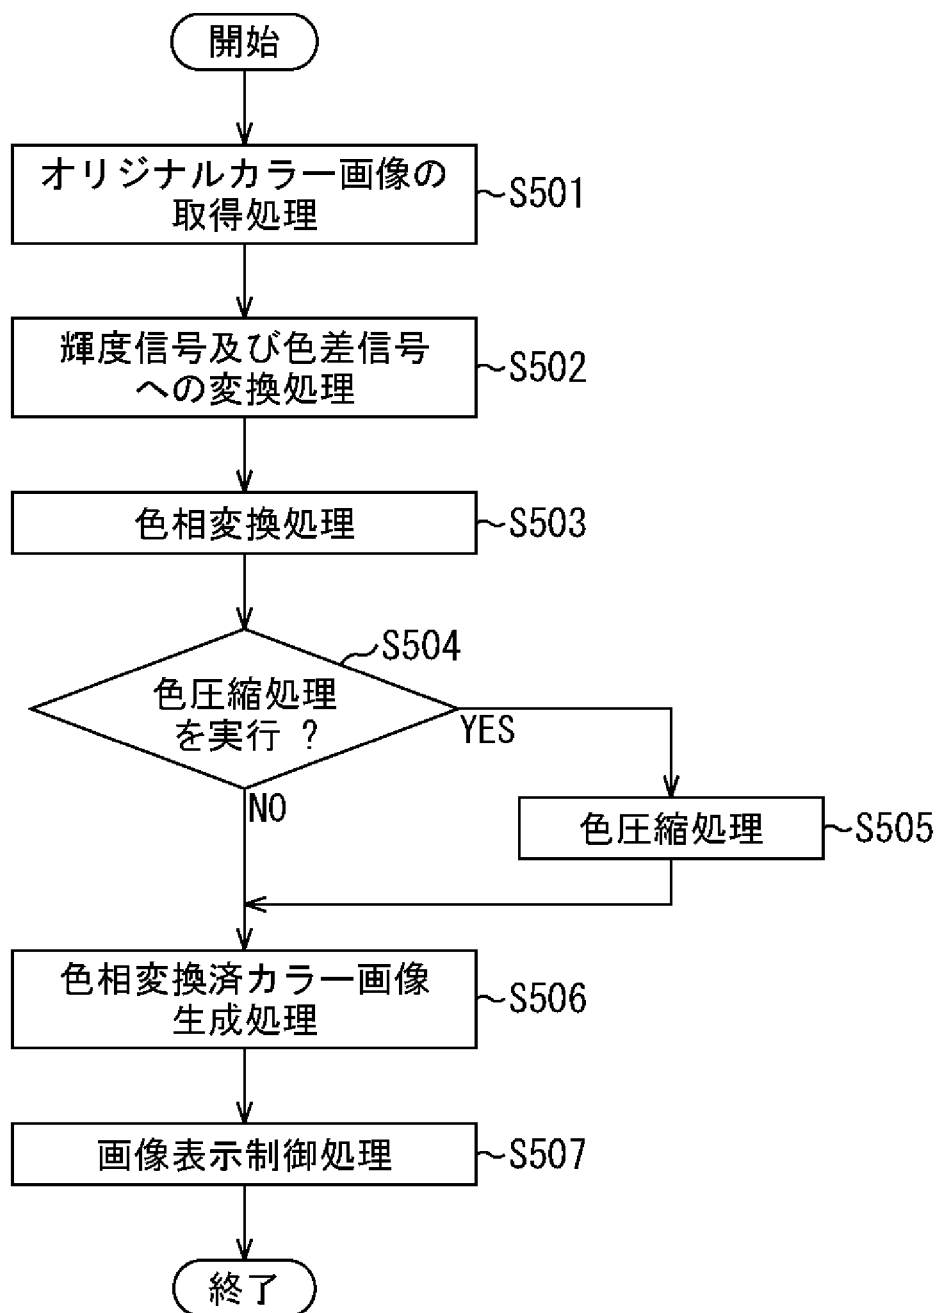 開始
オリジナルカラー画像の
取得処理
S501
輝度信号及び色差信号
への変換処理
S502
色相変換処理
S503
S504
色圧縮処理
を実行 ?
YES
NO
色圧縮処理
S505
色相変換済カラー画像
生成処理
S506
画像表示制御処理
S507
終了